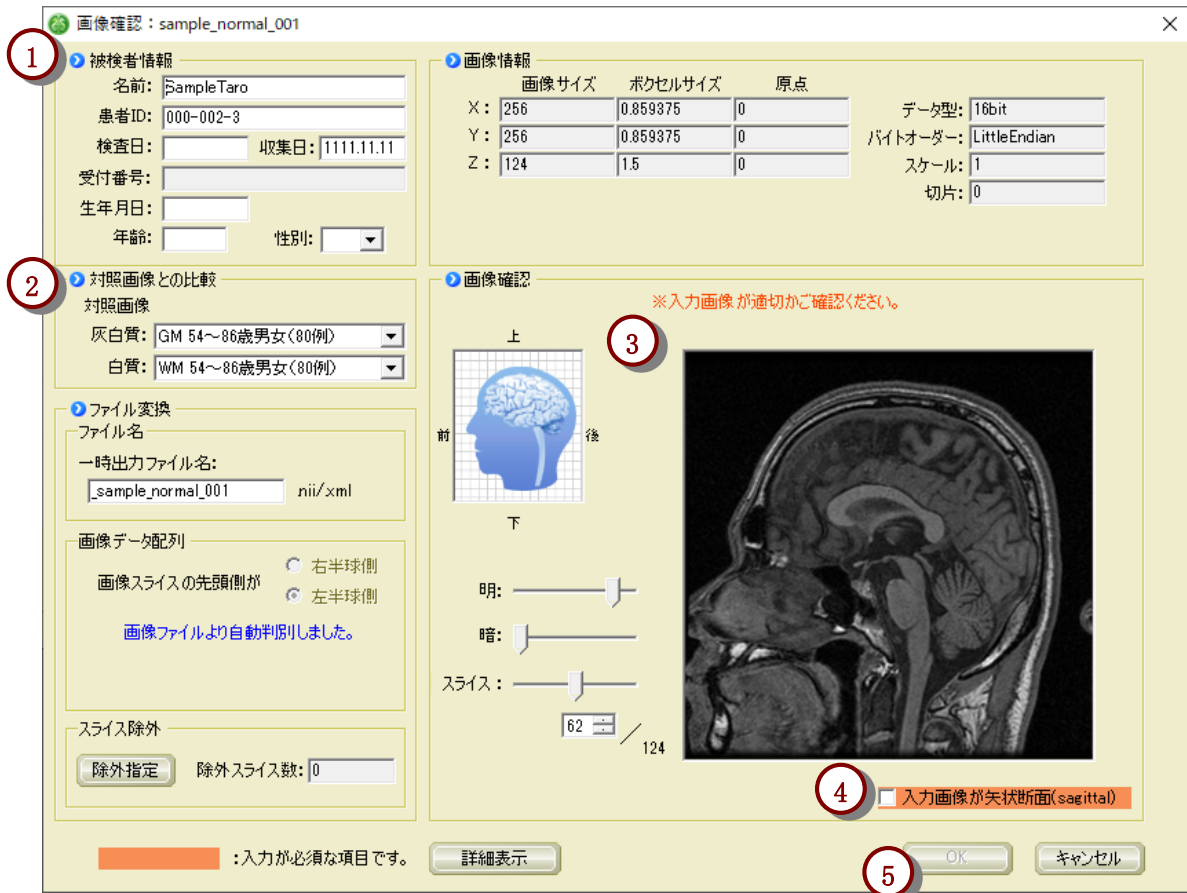 画像確認：sample_normal_001
1
被検者情報
名前: SampleTaro
患者ID: 000-002-3
検査日: 収集日: 1111.11.11
受付番号:
生年月日:
年齢: 性別:
画像情報
画像サイズ ボクセルサイズ 原点
X: 256 0.859375 0
Y: 256 0.859375 0
Z: 124 1.5 0
データ型: 16bit
バイトオーダー: LittleEndian
スケール: 1
切片: 0
2
対照画像との比較
対照画像
灰白質: GM 54～86歳男女(80例)
白質: WM 54～86歳男女(80例)
ファイル変換
ファイル名
一時出力ファイル名:
_sample_normal_001 .nii/.xml
画像データ配列
画像スライスの先頭側が
右半球側
左半球側
画像ファイルより自動判別しました。
スライス除外
除外指定 除外スライス数: 0
画像確認
※入力画像が適切かご確認ください。
3
上
前
後
下
明:
暗:
スライス:
62 / 124
4
入力画像が矢状断面(sagittal)
:入力が必須な項目です。
詳細表示
5
OK
キャンセル